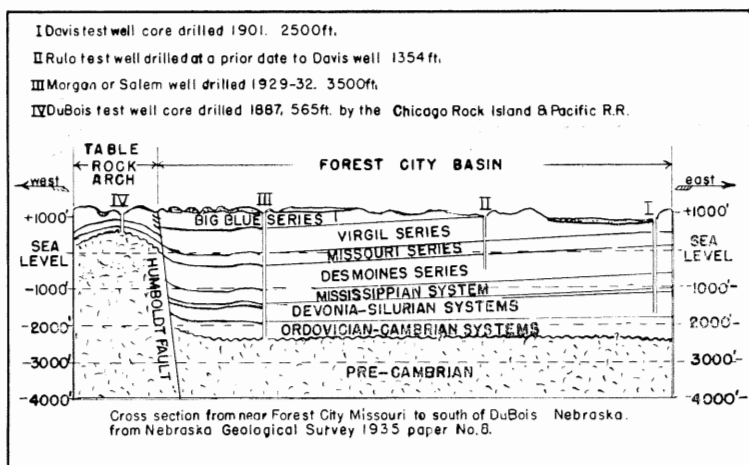 I Davis test well core drilled 1901. 2500ft.
II Rulo test well drilled at a prior date to Davis well 1354ft.
III Morgan or Salem well drilled 1929-32. 3500ft.
IV DuBois test well core drilled 1887, 565ft. by the Chicago Rock Island & Pacific R.R.
TABLE
ROCK
ARCH
FOREST CITY BASIN
west
east
IV
III
II
I
+1000'
SEA
LEVEL
-1000'
-2000'
-3000'
-4000'
BIG BLUE SERIES
VIRGIL SERIES
MISSOURI SERIES
DESMOINES SERIES
MISSISSIPPIAN SYSTEM
DEVONIA-SILURIAN SYSTEMS
ORDOVICIAN-CAMBRIAN SYSTEMS
PRE-CAMBRIAN
HUMBOLDT FAULT
+1000'
SEA
LEVEL
-1000'
-2000'
-3000'
-4000'
Cross section from near Forest City Missouri to south of DuBois Nebraska.
from Nebraska Geological Survey 1935 paper No.8.